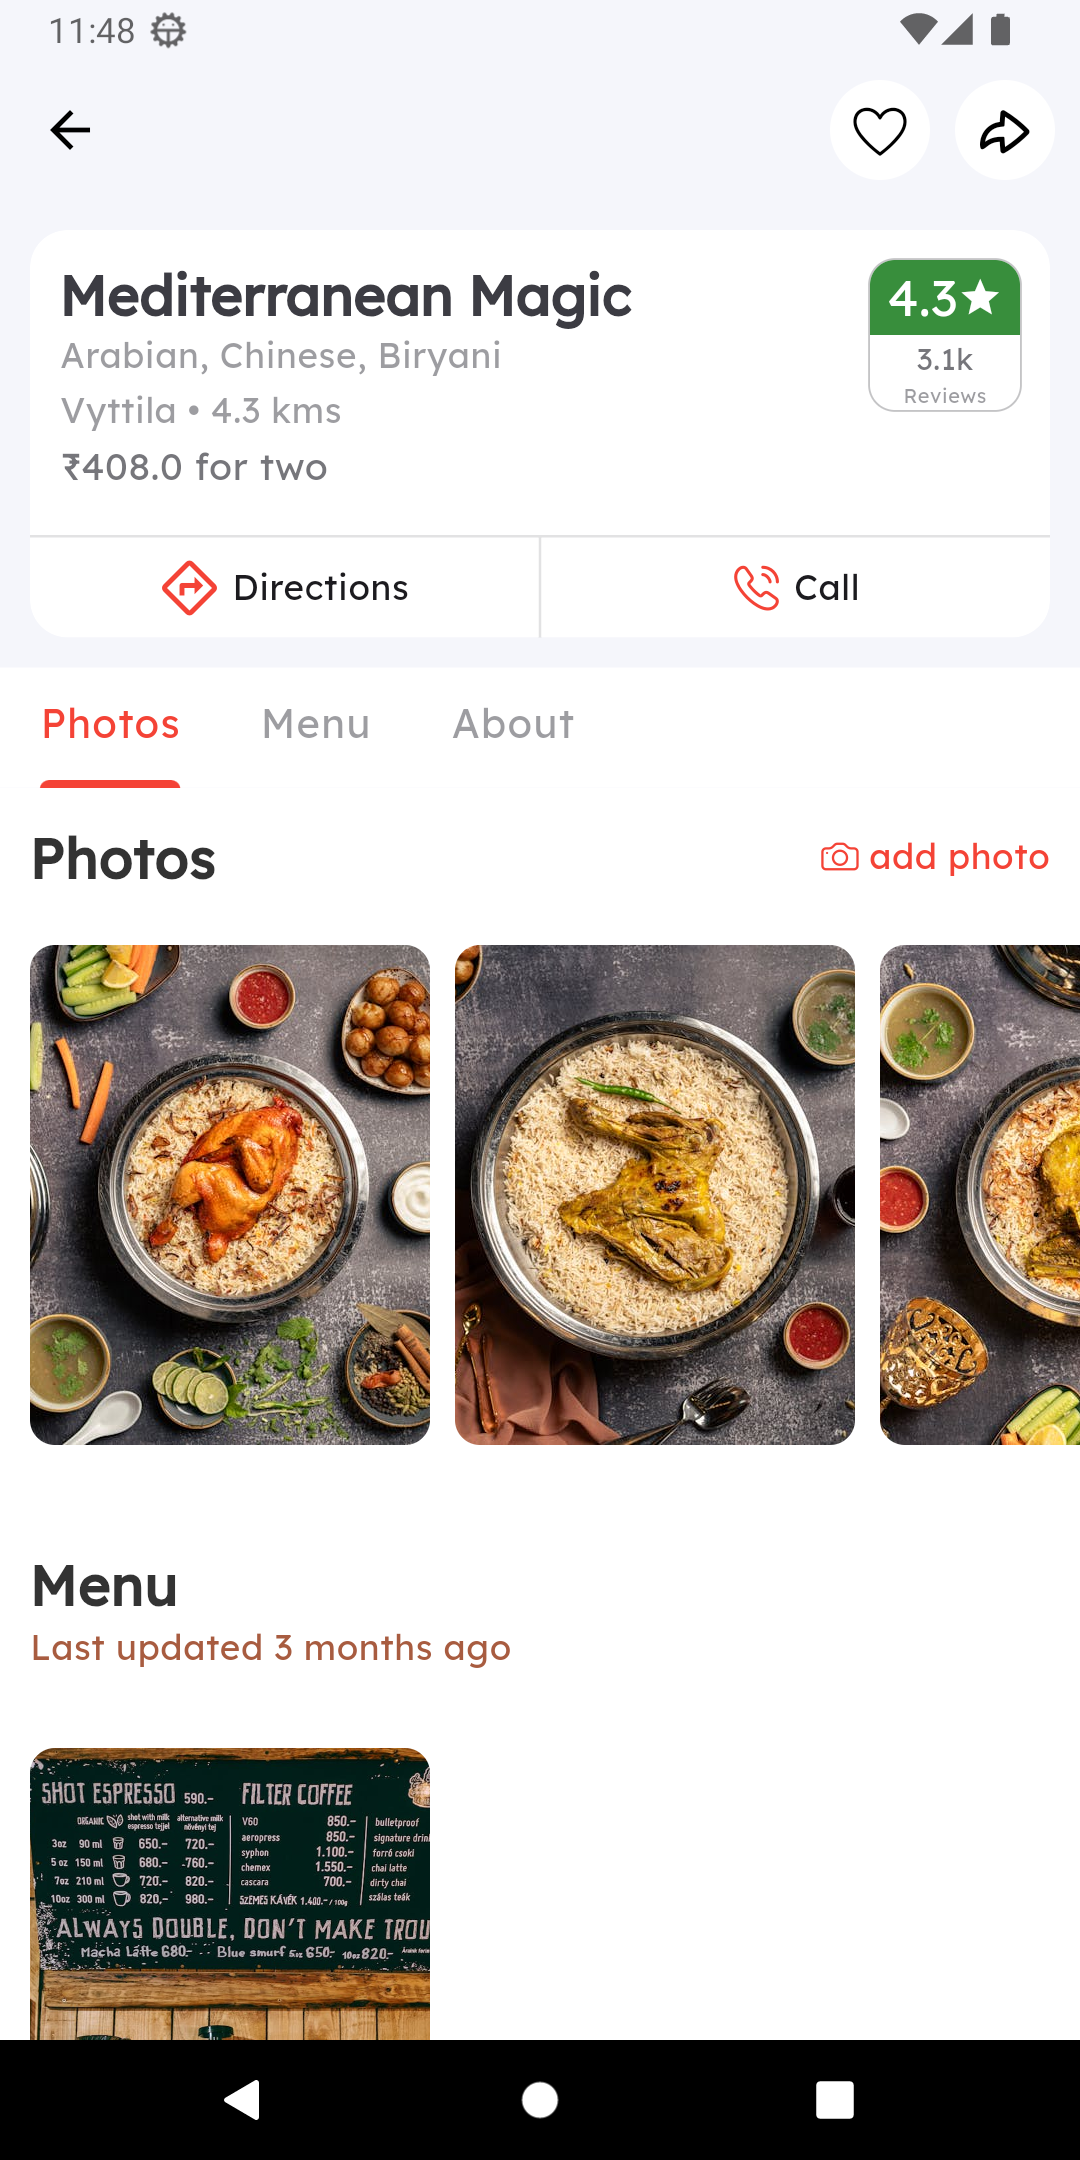 11:48
Mediterranean Magic
Arabian, Chinese, Biryani
Vyttila • 4.3 kms
₹408.0 for two
4.3★
3.1k
Reviews
Directions
Call
Photos Menu About
Photos
add photo
Menu
Last updated 3 months ago
SHOT ESPRESSO 590.-
ORGANIC shot with milk espresso tejjel alternative milk növényi tej
3oz 90 ml 650.- 720.-
5 oz 150 ml 680.- -760.-
7oz 210 ml 720.- 820.-
10oz 300 ml 820.- 980.-
FILTER COFFEE
V60 850.-
aeropress 850.-
syphon 1.100.-
chemex 1.550.-
cascara 700.-
SZEMES KÁVÉK 1.400.- / 100g
bulletproof
signature drin
forró csoki
chai latte
dirty chai
szálas teák
ALWAYS DOUBLE, DON'T MAKE TROU
Macha Látte 680.- Blue smurf 5oz 650.- 10oz 820.-